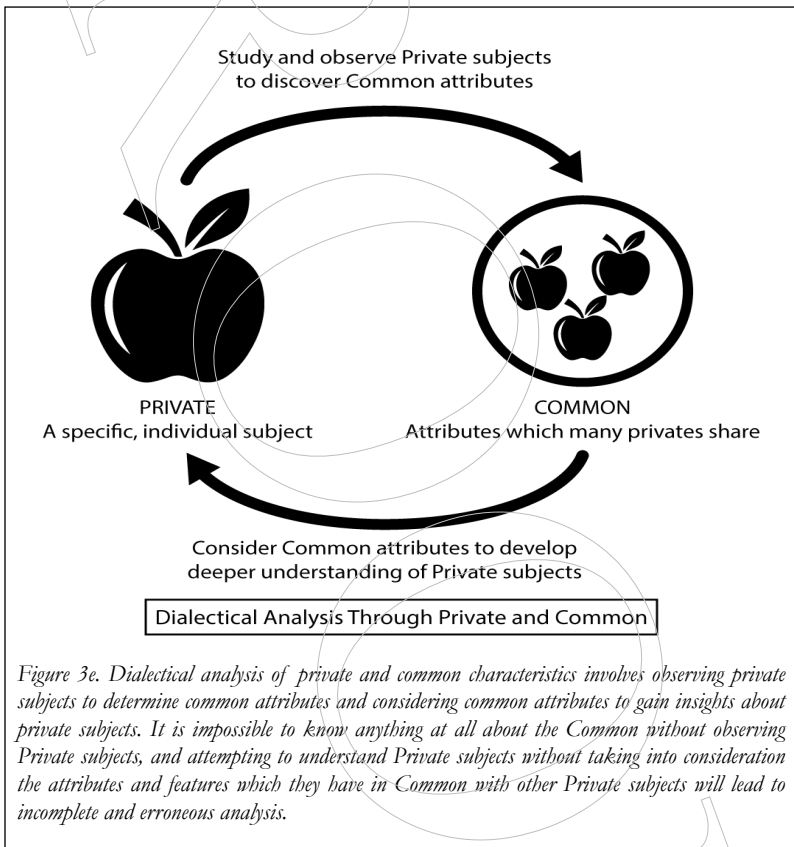 Study and observe Private subjects
to discover Common attributes
PRIVATE
A specific, individual subject
COMMON
Attributes which many privates share
Consider Common attributes to develop
deeper understanding of Private subjects
Dialectical Analysis Through Private and Common
Figure 3e. Dialectical analysis of private and common characteristics involves observing private
subjects to determine common attributes and considering common attributes to gain insights about
private subjects. It is impossible to know anything at all about the Common without observing
Private subjects, and attempting to understand Private subjects without taking into consideration
the attributes and features which they have in Common with other Private subjects will lead to
incomplete and erroneous analysis.